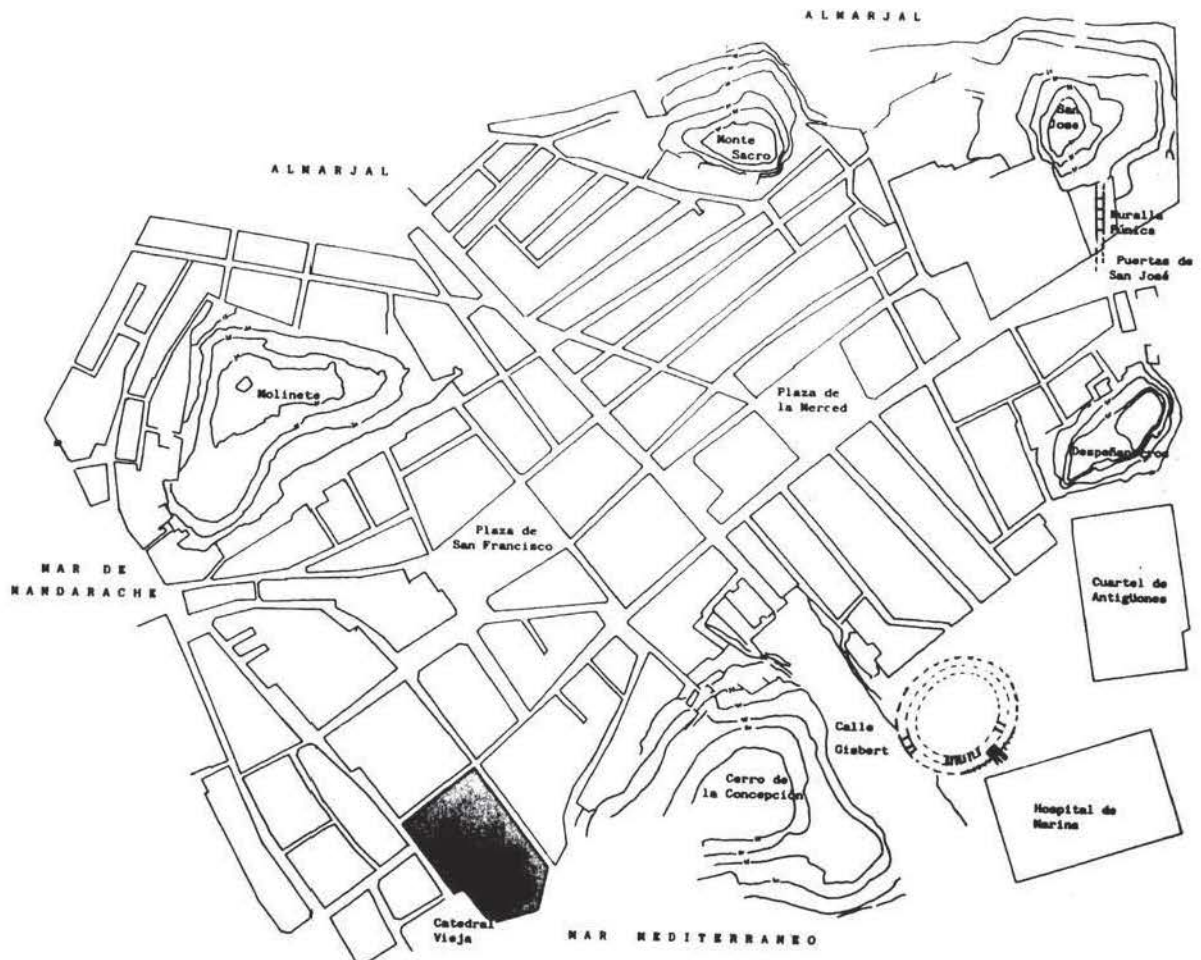 ALMARJAL
San
Jose
Monte
Sacro
ALMARJAL
Muralla
Púnica
Puertas de
San José
Molinete
Plaza de
la Merced
Despeñaperros
Plaza de
San Francisco
MAR DE
MANDARACHE
Cuartel de
Antigüones
Calle
Gisbert
Cerro de
la Concepción
Hospital de
Marina
Catedral
Vieja
MAR MEDITERRANEO